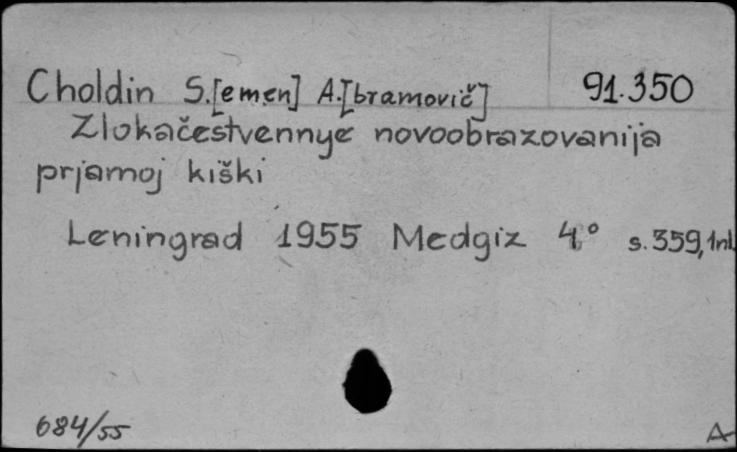 Choldin S.[emen] A.[bramovič] 91.350
Zlokačestvennye novoobrazovanija
prjamoj kiški
Leningrad 1955 Medgiz 4° s.359, 1nl.
684/55 A